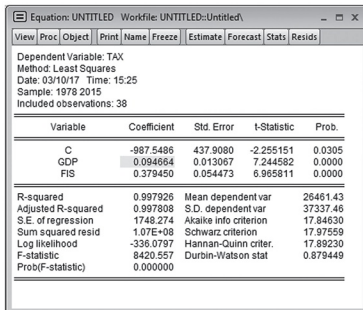 Equation: UNTITLED Workfile: UNTITLED::Untitled\
View Proc Object Print Name Freeze Estimate Forecast Stats Resids
Dependent Variable: TAX
Method: Least Squares
Date: 03/10/17 Time: 15:25
Sample: 1978 2015
Included observations: 38
Variable Coefficient Std. Error t-Statistic Prob.
C -987.5486 437.9080 -2.255151 0.0305
GDP 0.094664 0.013067 7.244582 0.0000
FIS 0.379450 0.054473 6.965811 0.0000
R-squared 0.997926 Mean dependent var 26461.43
Adjusted R-squared 0.997808 S.D. dependent var 37337.46
S.E. of regression 1748.274 Akaike info criterion 17.84630
Sum squared resid 1.07E+08 Schwarz criterion 17.97559
Log likelihood -336.0797 Hannan-Quinn criter. 17.89230
F-statistic 8420.557 Durbin-Watson stat 0.879449
Prob(F-statistic) 0.000000